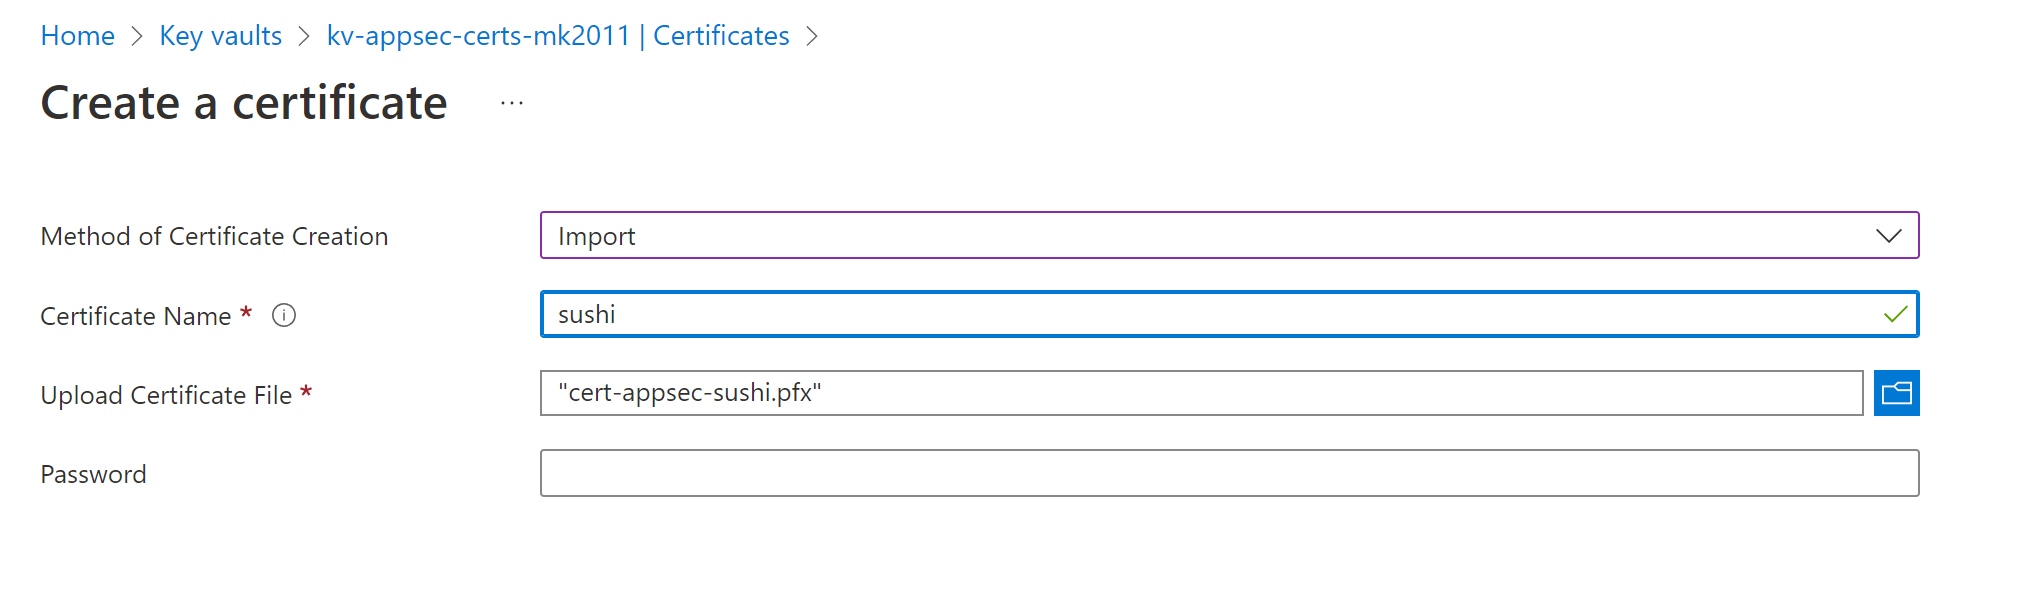 Home > Key vaults > kv-appsec-certs-mk2011 | Certificates >
Create a certificate ...
Method of Certificate Creation Import
Certificate Name * sushi
Upload Certificate File * "cert-appsec-sushi.pfx"
Password